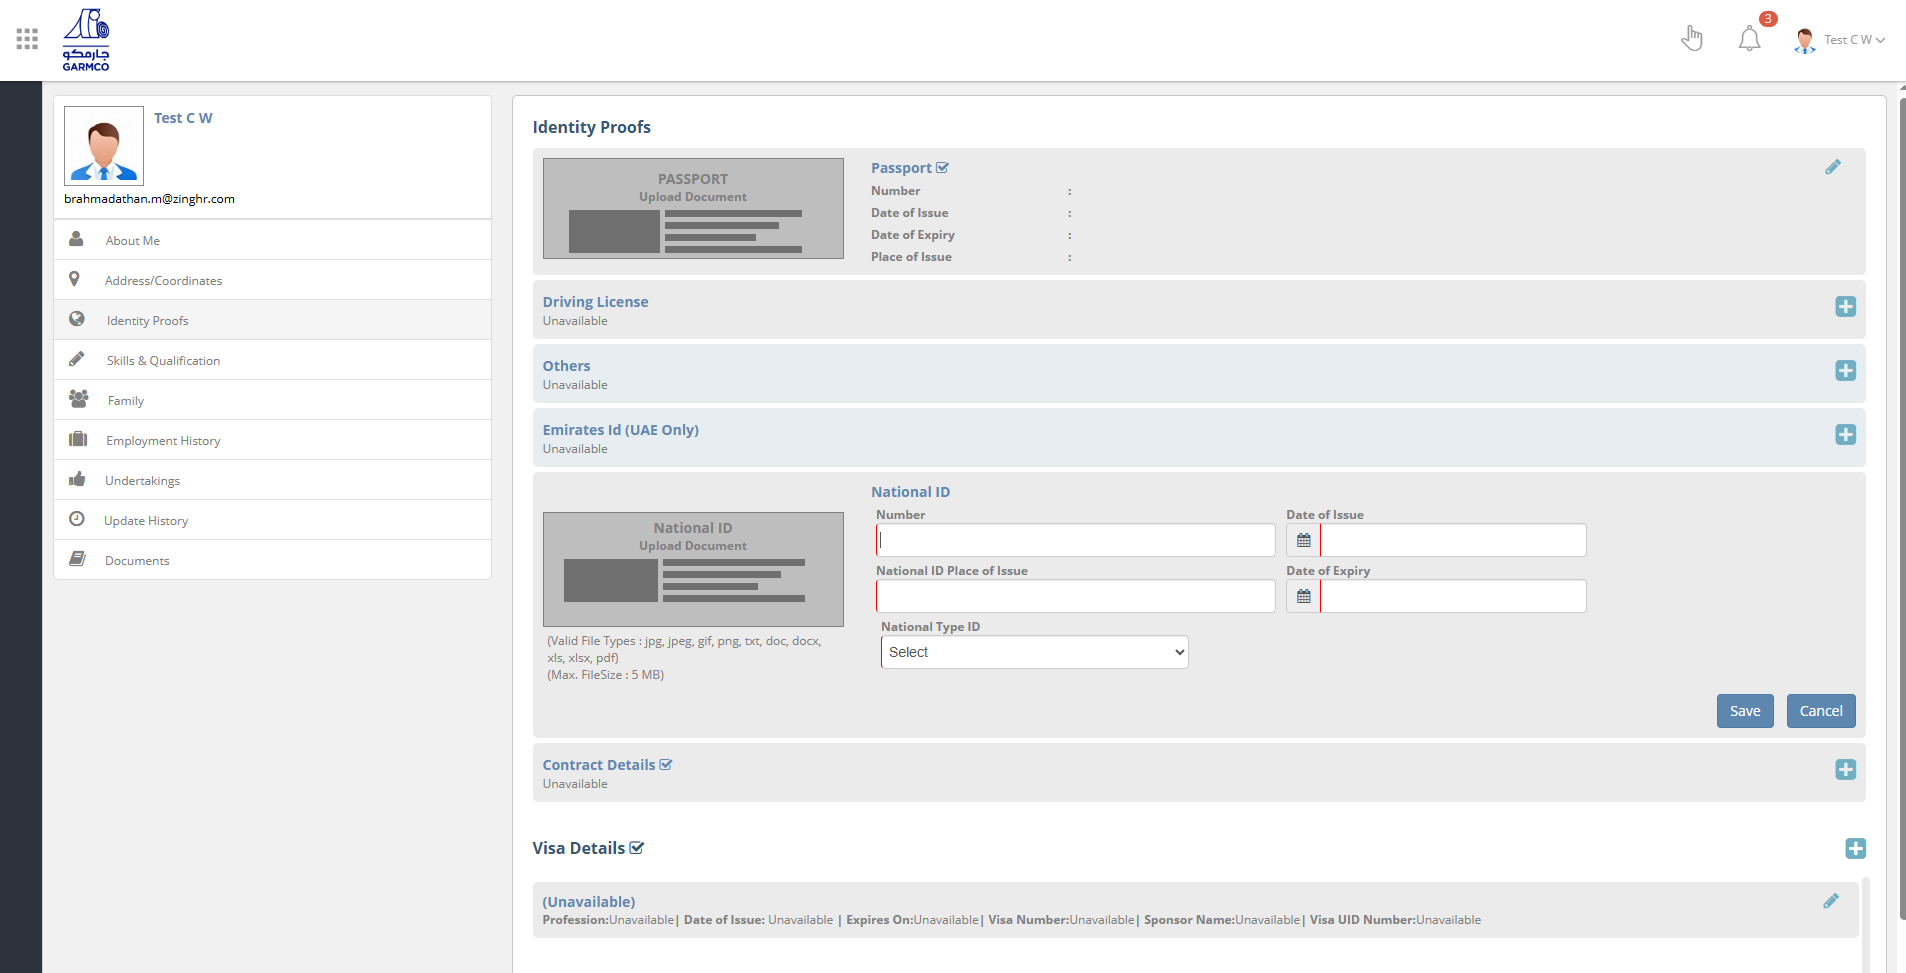 جارمكو
GARMCO
3
Test C W
Test C W
brahmadathan.m@zinghr.com
About Me
Address/Coordinates
Identity Proofs
Skills & Qualification
Family
Employment History
Undertakings
Update History
Documents
Identity Proofs
PASSPORT
Upload Document
Passport
Number :
Date of Issue :
Date of Expiry :
Place of Issue :
Driving License
Unavailable
Others
Unavailable
Emirates Id (UAE Only)
Unavailable
National ID
Upload Document
(Valid File Types : jpg, jpeg, gif, png, txt, doc, docx,
xls, xlsx, pdf)
(Max. FileSize : 5 MB)
National ID
Number
Date of Issue
National ID Place of Issue
Date of Expiry
National Type ID
Select
Save
Cancel
Contract Details
Unavailable
Visa Details
(Unavailable)
Profession:Unavailable| Date of Issue: Unavailable | Expires On:Unavailable| Visa Number:Unavailable| Sponsor Name:Unavailable| Visa UID Number:Unavailable